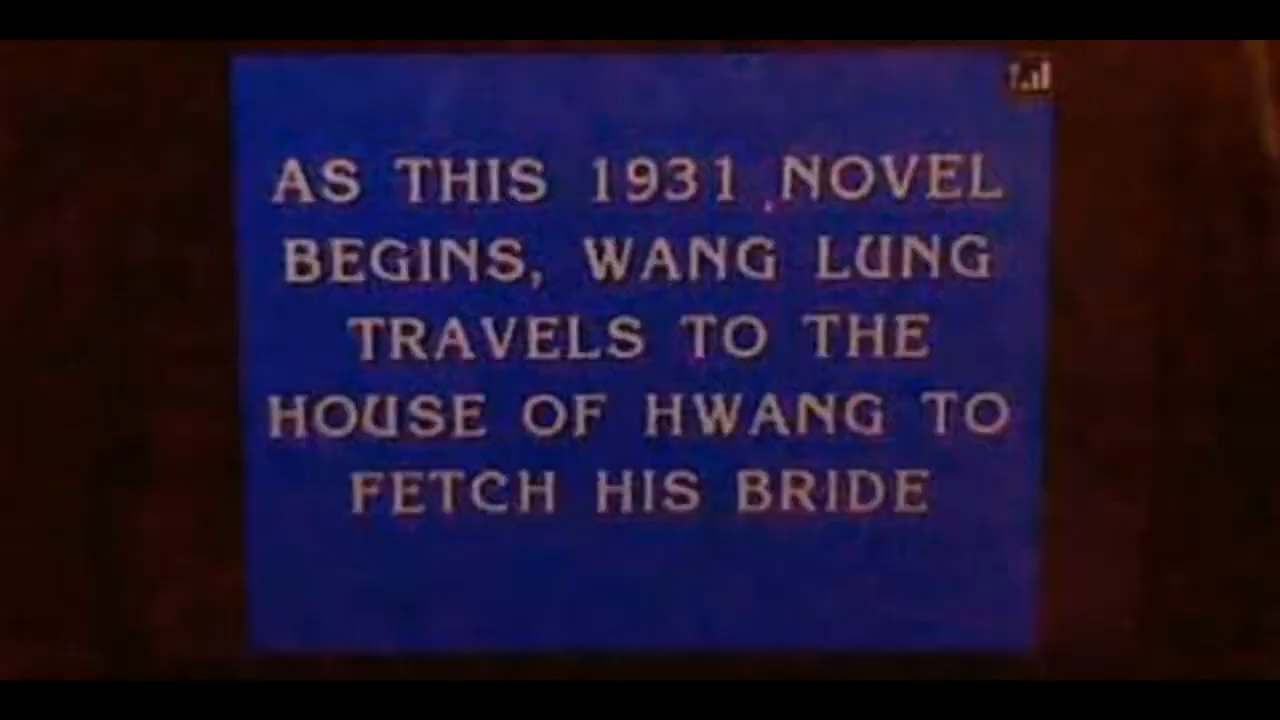 AS THIS 1931 NOVEL
BEGINS, WANG LUNG
TRAVELS TO THE
HOUSE OF HWANG TO
FETCH HIS BRIDE